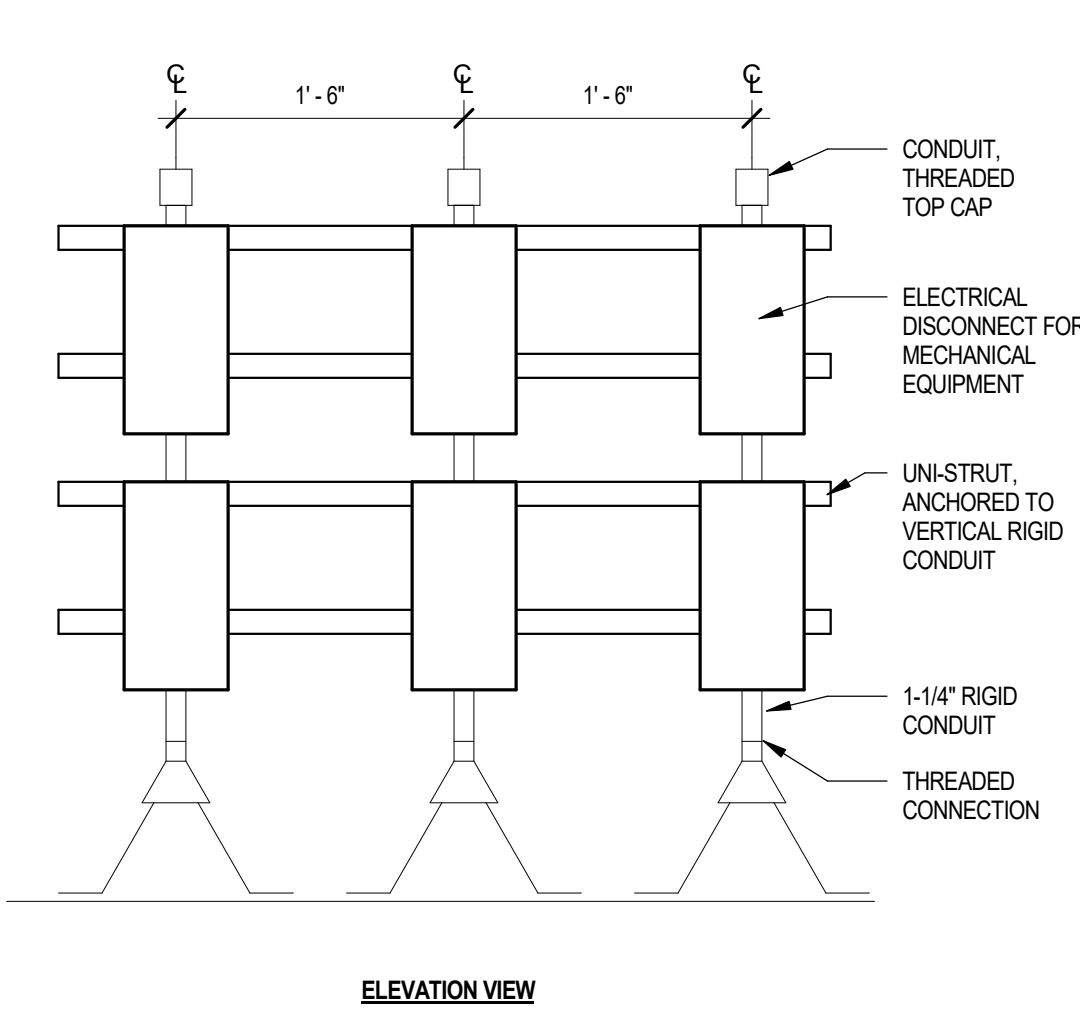 ℄ ℄ ℄
1' - 6" 1' - 6"
CONDUIT,
THREADED
TOP CAP
ELECTRICAL
DISCONNECT FOR
MECHANICAL
EQUIPMENT
UNI-STRUT,
ANCHORED TO
VERTICAL RIGID
CONDUIT
1-1/4" RIGID
CONDUIT
THREADED
CONNECTION
ELEVATION VIEW